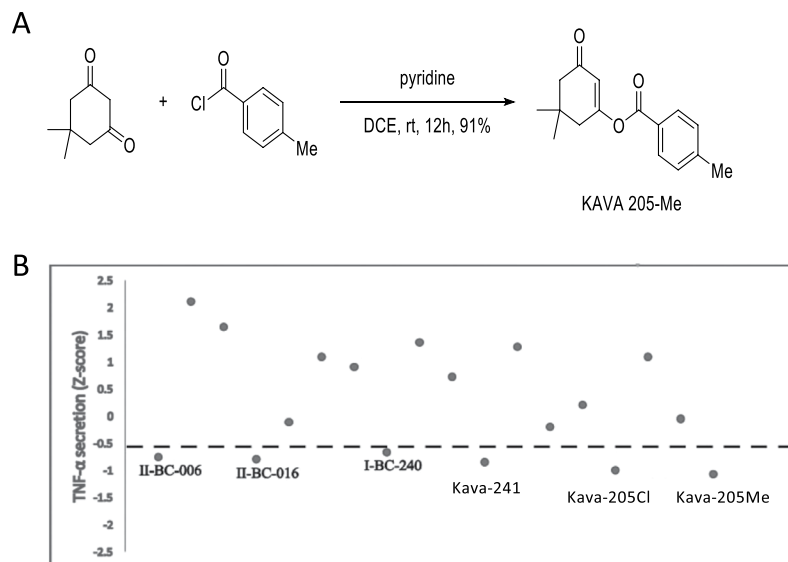 A
O
O
+
O
Cl
Me
pyridine
DCE, rt, 12h, 91%
O
O
O
Me
KAVA 205-Me
B
TNF-α secretion (Z-score)
2.5
2
1.5
1
0.5
0
-0.5
-1
-1.5
-2
-2.5
II-BC-006
II-BC-016
I-BC-240
Kava-241
Kava-205Cl
Kava-205Me